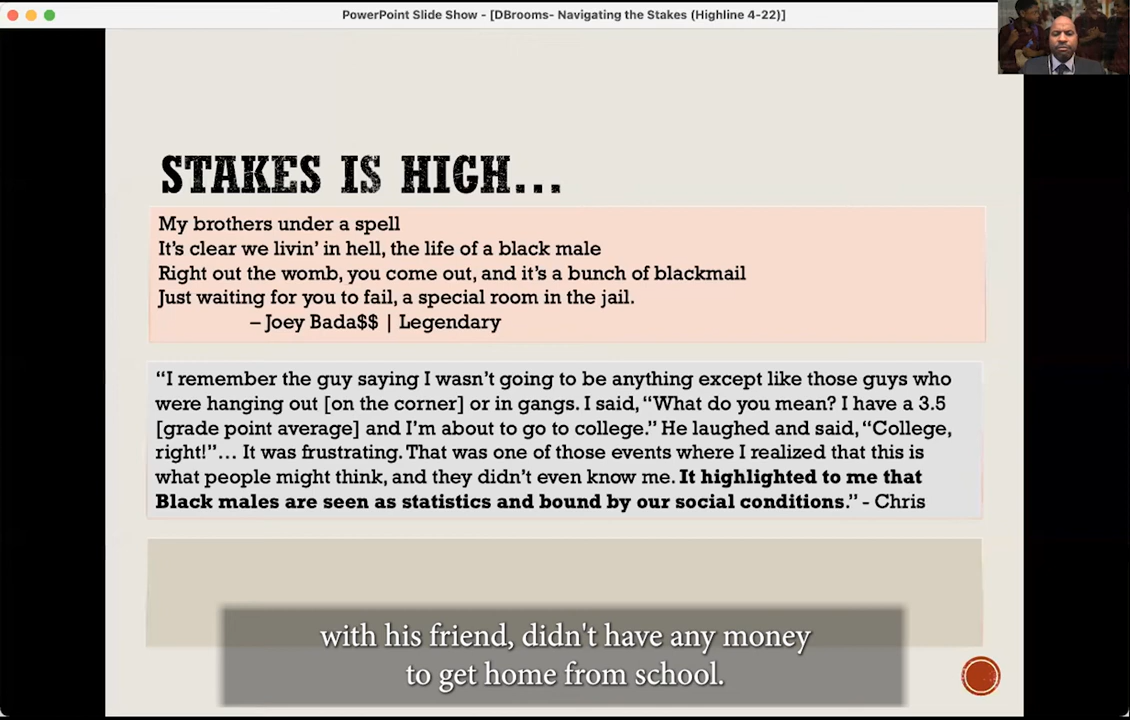 PowerPoint Slide Show - [DBrooms- Navigating the Stakes (Highline 4-22)]
STAKES IS HIGH...
My brothers under a spell
It's clear we livin' in hell, the life of a black male
Right out the womb, you come out, and it's a bunch of blackmail
Just waiting for you to fail, a special room in the jail.
– Joey Bada$$ | Legendary
“I remember the guy saying I wasn't going to be anything except like those guys who
were hanging out [on the corner] or in gangs. I said, “What do you mean? I have a 3.5
[grade point average] and I'm about to go to college.” He laughed and said, “College,
right!”... It was frustrating. That was one of those events where I realized that this is
what people might think, and they didn't even know me. It highlighted to me that
Black males are seen as statistics and bound by our social conditions.” - Chris
with his friend, didn't have any money
to get home from school.